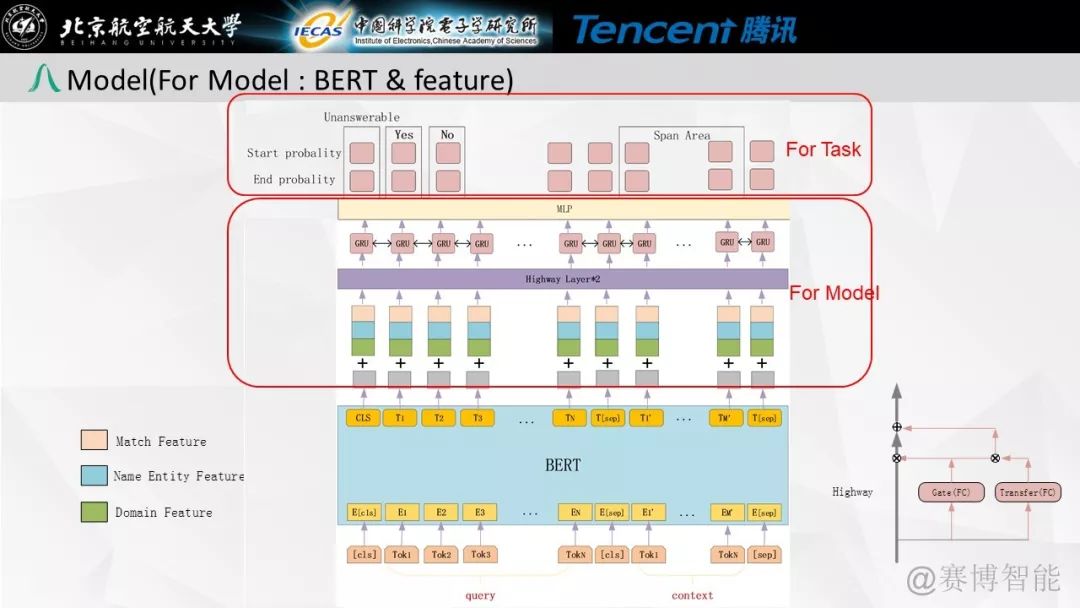 北京航空航天大学
BEIHANG UNIVERSITY
IECAS
中国科学院电子学研究所
Institute of Electronics,Chinese Academy of Sciences
Tencent 腾讯
Model(For Model : BERT & feature)
Unanswerable
Yes No Span Area
Start probality
For Task
End probality
MLP
GRU GRU GRU GRU ... GRU GRU GRU ... GRU GRU
Highway Layer*2
For Model
+ + + + + + + + +
CLS T1 T2 T3 ... TN T[sep] T1' ... TM' T[sep]
BERT
Match Feature
Name Entity Feature
Domain Feature
E[cls] E1 E2 E3 ... EN E[sep] E1' ... EM' E[sep]
[cls] Tok1 Tok2 Tok3 TokN [cls] Tok1 TokN [sep]
query context
Highway
Gate(FC) Transfer(FC)
@赛博智能